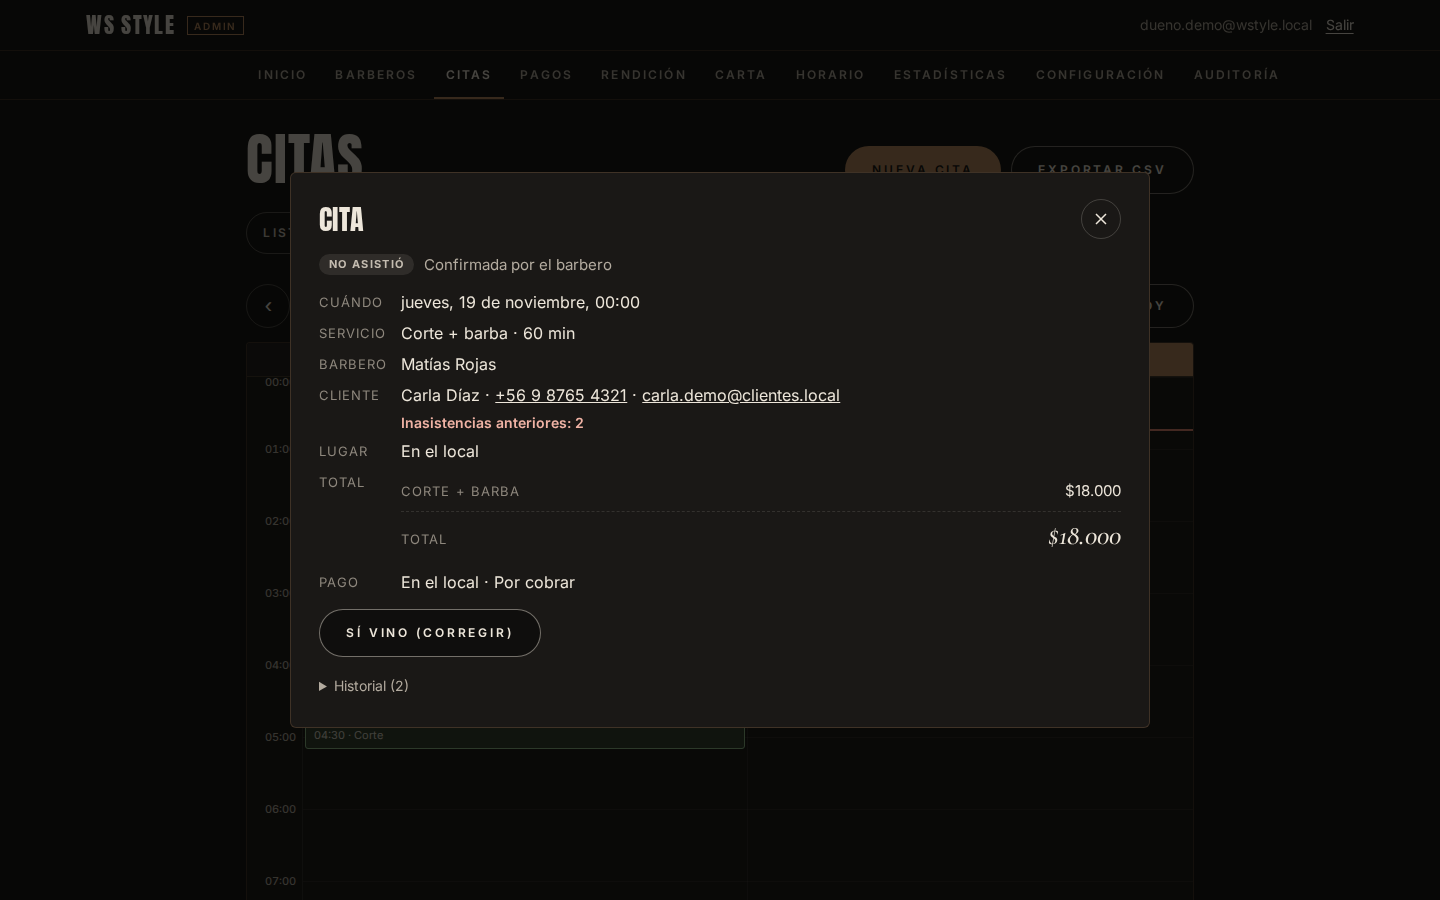 WS STYLE ADMIN dueno.demo@wstyle.local Salir
INICIO BARBEROS CITAS PAGOS RENDICIÓN CARTA HORARIO ESTADÍSTICAS CONFIGURACIÓN AUDITORÍA
CITAS
NUEVA CITA EXPORTAR CSV
CITA
NO ASISTIÓ Confirmada por el barbero
CUÁNDO jueves, 19 de noviembre, 00:00
SERVICIO Corte + barba · 60 min
BARBERO Matías Rojas
CLIENTE Carla Díaz · +56 9 8765 4321 · carla.demo@clientes.local
Inasistencias anteriores: 2
LUGAR En el local
TOTAL
CORTE + BARBA $18.000
TOTAL $18.000
PAGO En el local · Por cobrar
SÍ VINO (CORREGIR)
Historial (2)
04:30 · Corte
05:00
06:00
07:00